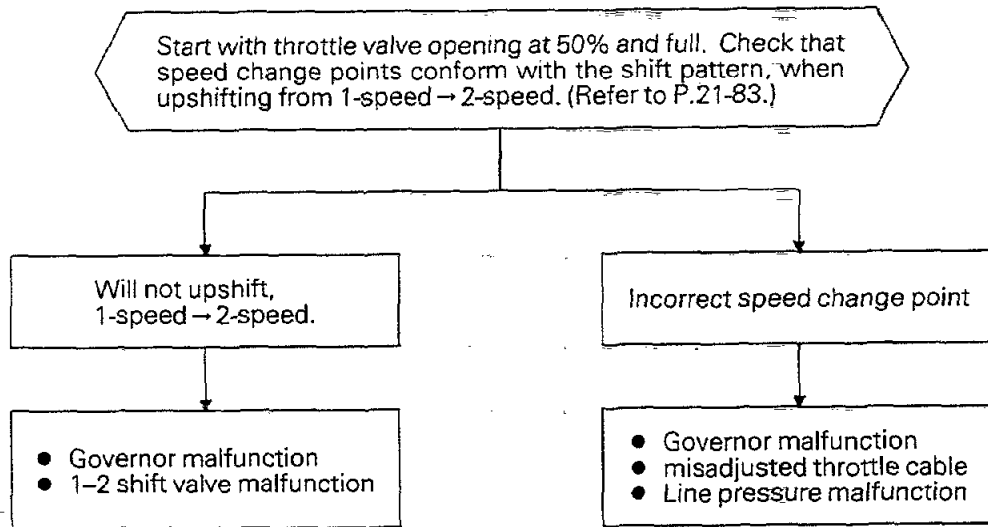 Start with throttle valve opening at 50% and full. Check that
speed change points conform with the shift pattern, when
upshifting from 1-speed → 2-speed. (Refer to P.21-83.)
Will not upshift,
1-speed → 2-speed.
Incorrect speed change point
● Governor malfunction
● 1–2 shift valve malfunction
● Governor malfunction
● misadjusted throttle cable
● Line pressure malfunction